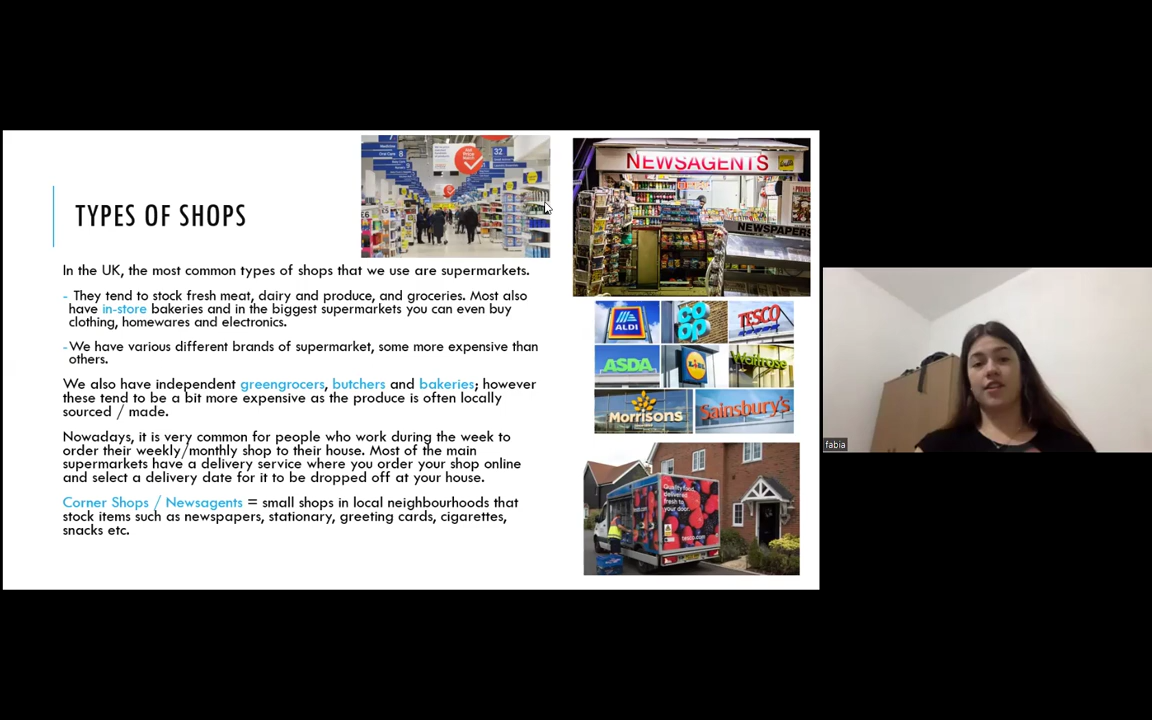 TYPES OF SHOPS
In the UK, the most common types of shops that we use are supermarkets.
- They tend to stock fresh meat, dairy and produce, and groceries. Most also
have in-store bakeries and in the biggest supermarkets you can even buy
clothing, homewares and electronics.
-We have various different brands of supermarket, some more expensive than
others.
We also have independent greengrocers, butchers and bakeries; however
these tend to be a bit more expensive as the produce is often locally
sourced / made.
Nowadays, it is very common for people who work during the week to
order their weekly/monthly shop to their house. Most of the main
supermarkets have a delivery service where you order your shop online
and select a delivery date for it to be dropped off at your house.
Corner Shops / Newsagents = small shops in local neighbourhoods that
stock items such as newspapers, stationary, greeting cards, cigarettes,
snacks etc.
8
32
£6
£5
NEWSAGENTS
NEWSPAPERS
ALDI
CO
OP
TESCO
ASDA
LIDL
Waitrose
Morrisons
Sainsbury's
Quality food,
delivered
fresh to
your door.
tesco.com
fabia